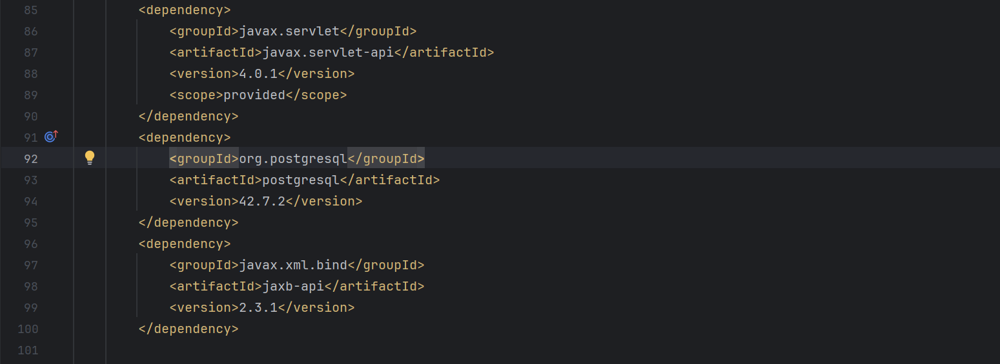 85 <dependency>
86 <groupId>javax.servlet</groupId>
87 <artifactId>javax.servlet-api</artifactId>
88 <version>4.0.1</version>
89 <scope>provided</scope>
90 </dependency>
91 <dependency>
92 <groupId>org.postgresql</groupId>
93 <artifactId>postgresql</artifactId>
94 <version>42.7.2</version>
95 </dependency>
96 <dependency>
97 <groupId>javax.xml.bind</groupId>
98 <artifactId>jaxb-api</artifactId>
99 <version>2.3.1</version>
100 </dependency>
101